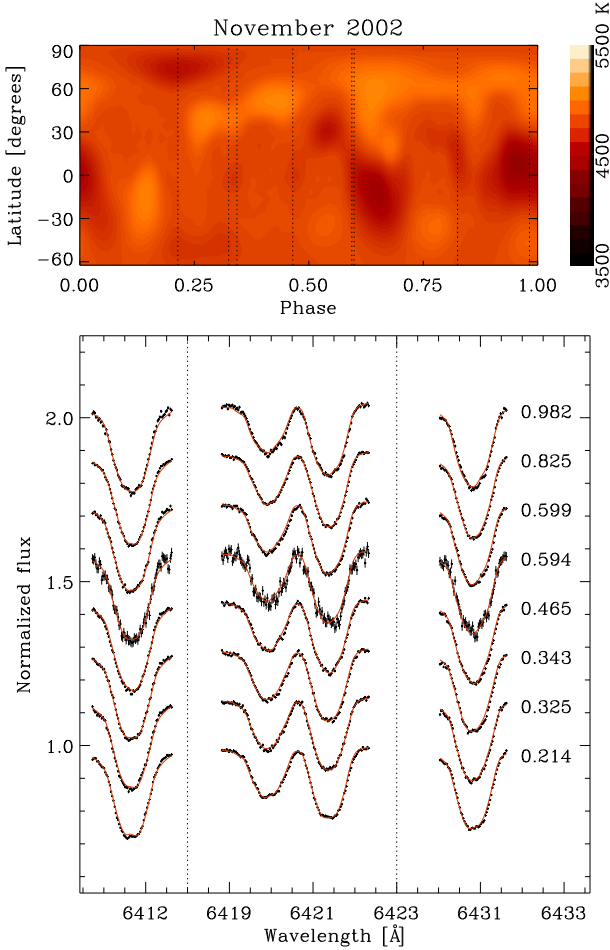 November 2002
90
60
30
0
−30
−60
Latitude [degrees]
0.00 0.25 0.50 0.75 1.00
Phase
3500 4500 5500 K
2.0
1.5
1.0
Normalized flux
0.982
0.825
0.599
0.594
0.465
0.343
0.325
0.214
6412 6419 6421 6423 6431 6433
Wavelength [Å]